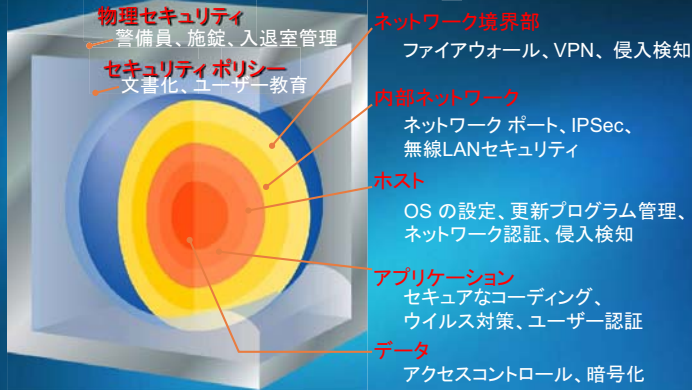 物理セキュリティ
警備員、施錠、入退室管理
セキュリティ ポリシー
文書化、ユーザー教育
ネットワーク境界部
ファイアウォール、VPN、侵入検知
内部ネットワーク
ネットワーク ポート、IPSec、
無線LANセキュリティ
ホスト
OS の設定、更新プログラム管理、
ネットワーク認証、侵入検知
アプリケーション
セキュアなコーディング、
ウイルス対策、ユーザー認証
データ
アクセスコントロール、暗号化